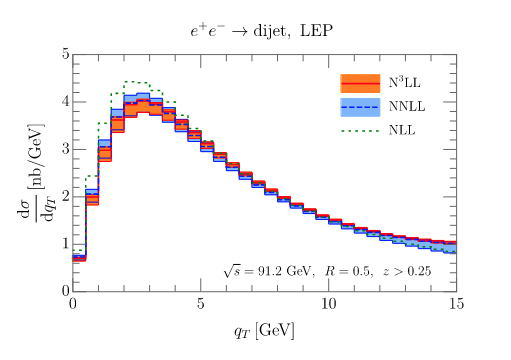 e⁺e⁻ → dijet, LEP
5
4
3
2
1
0
dσ/dq_T [nb/GeV]
N³LL
NNLL
NLL
√s = 91.2 GeV, R = 0.5, z > 0.25
0 5 10 15
q_T [GeV]